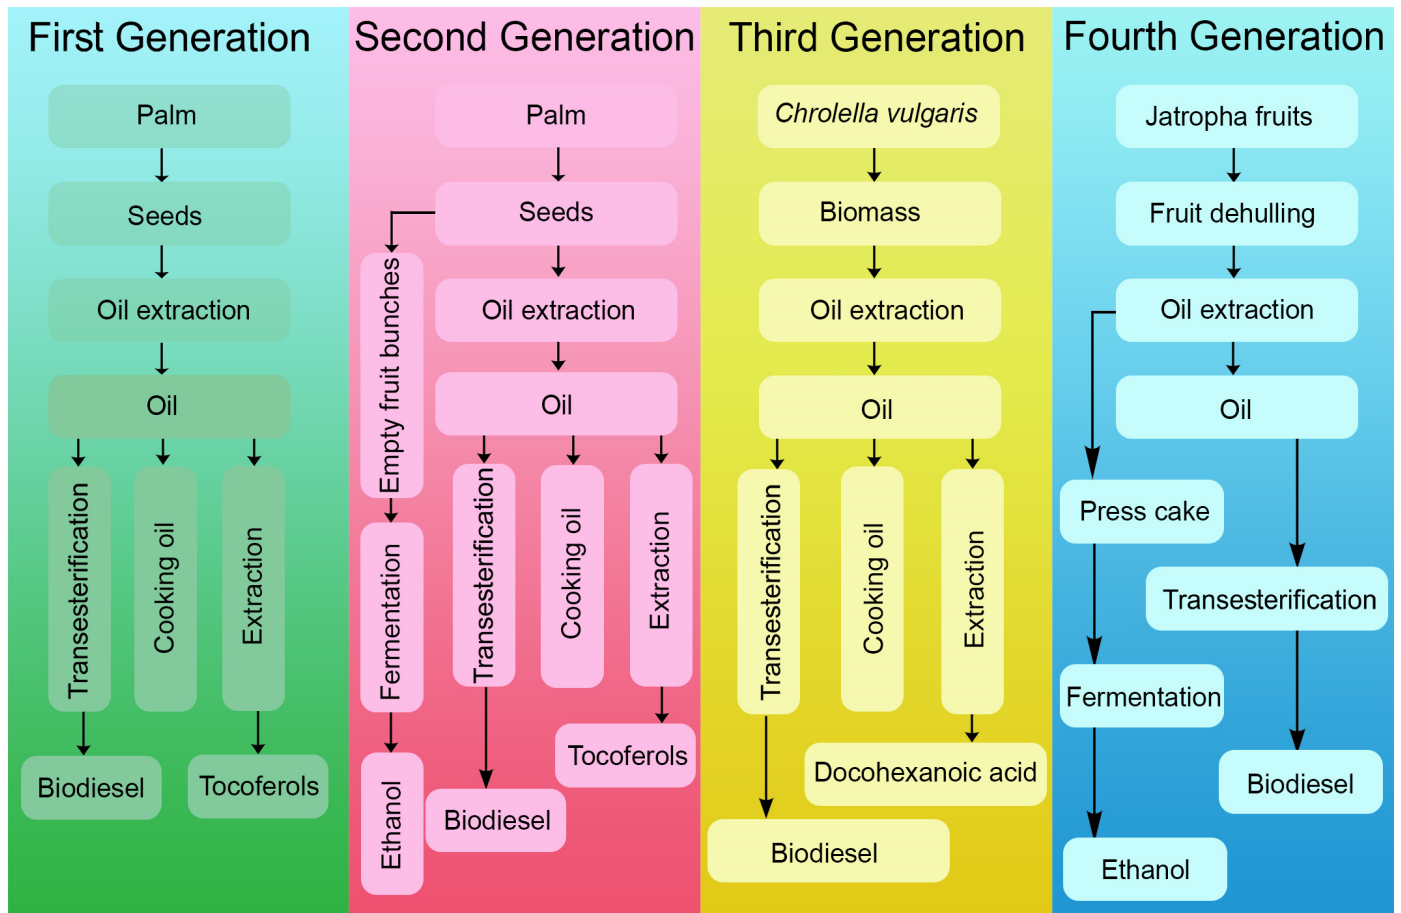 First Generation
Palm
Seeds
Oil extraction
Oil
Transesterification
Cooking oil
Extraction
Biodiesel
Tocoferols
Second Generation
Palm
Seeds
Empty fruit bunches
Oil extraction
Oil
Fermentation
Transesterification
Cooking oil
Extraction
Ethanol
Biodiesel
Tocoferols
Third Generation
Chrolella vulgaris
Biomass
Oil extraction
Oil
Transesterification
Cooking oil
Extraction
Docohexanoic acid
Biodiesel
Fourth Generation
Jatropha fruits
Fruit dehulling
Oil extraction
Oil
Press cake
Transesterification
Fermentation
Biodiesel
Ethanol